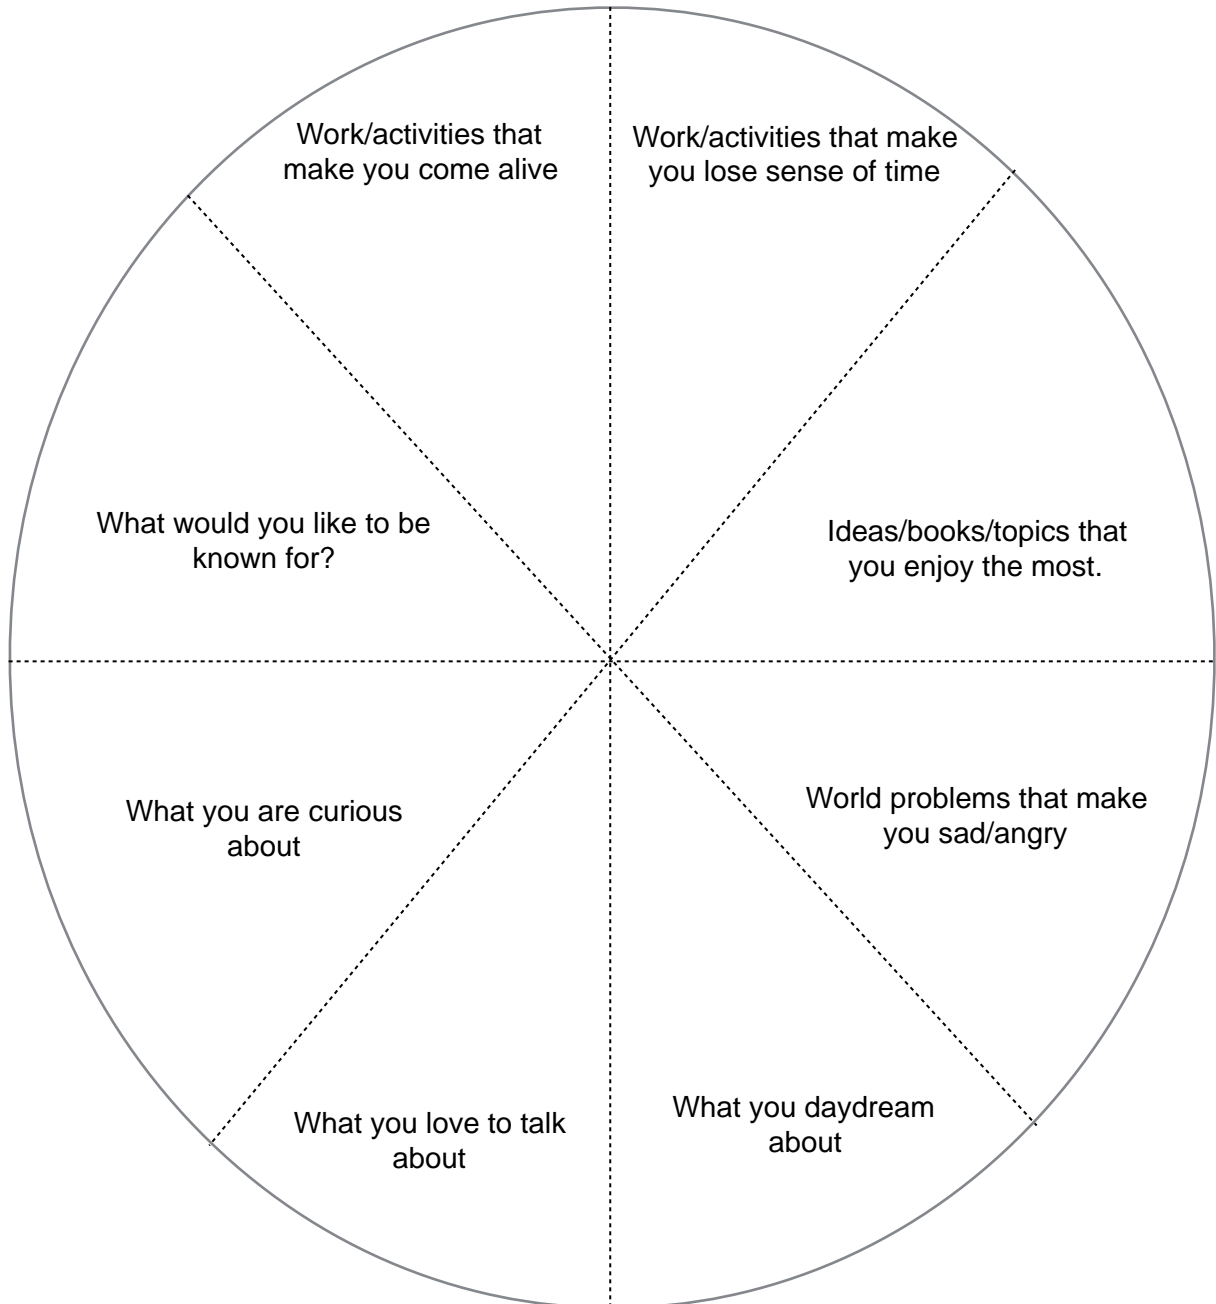 Work/activities that
make you come alive
Work/activities that make
you lose sense of time
What would you like to be
known for?
Ideas/books/topics that
you enjoy the most.
What you are curious
about
World problems that make
you sad/angry
What you love to talk
about
What you daydream
about